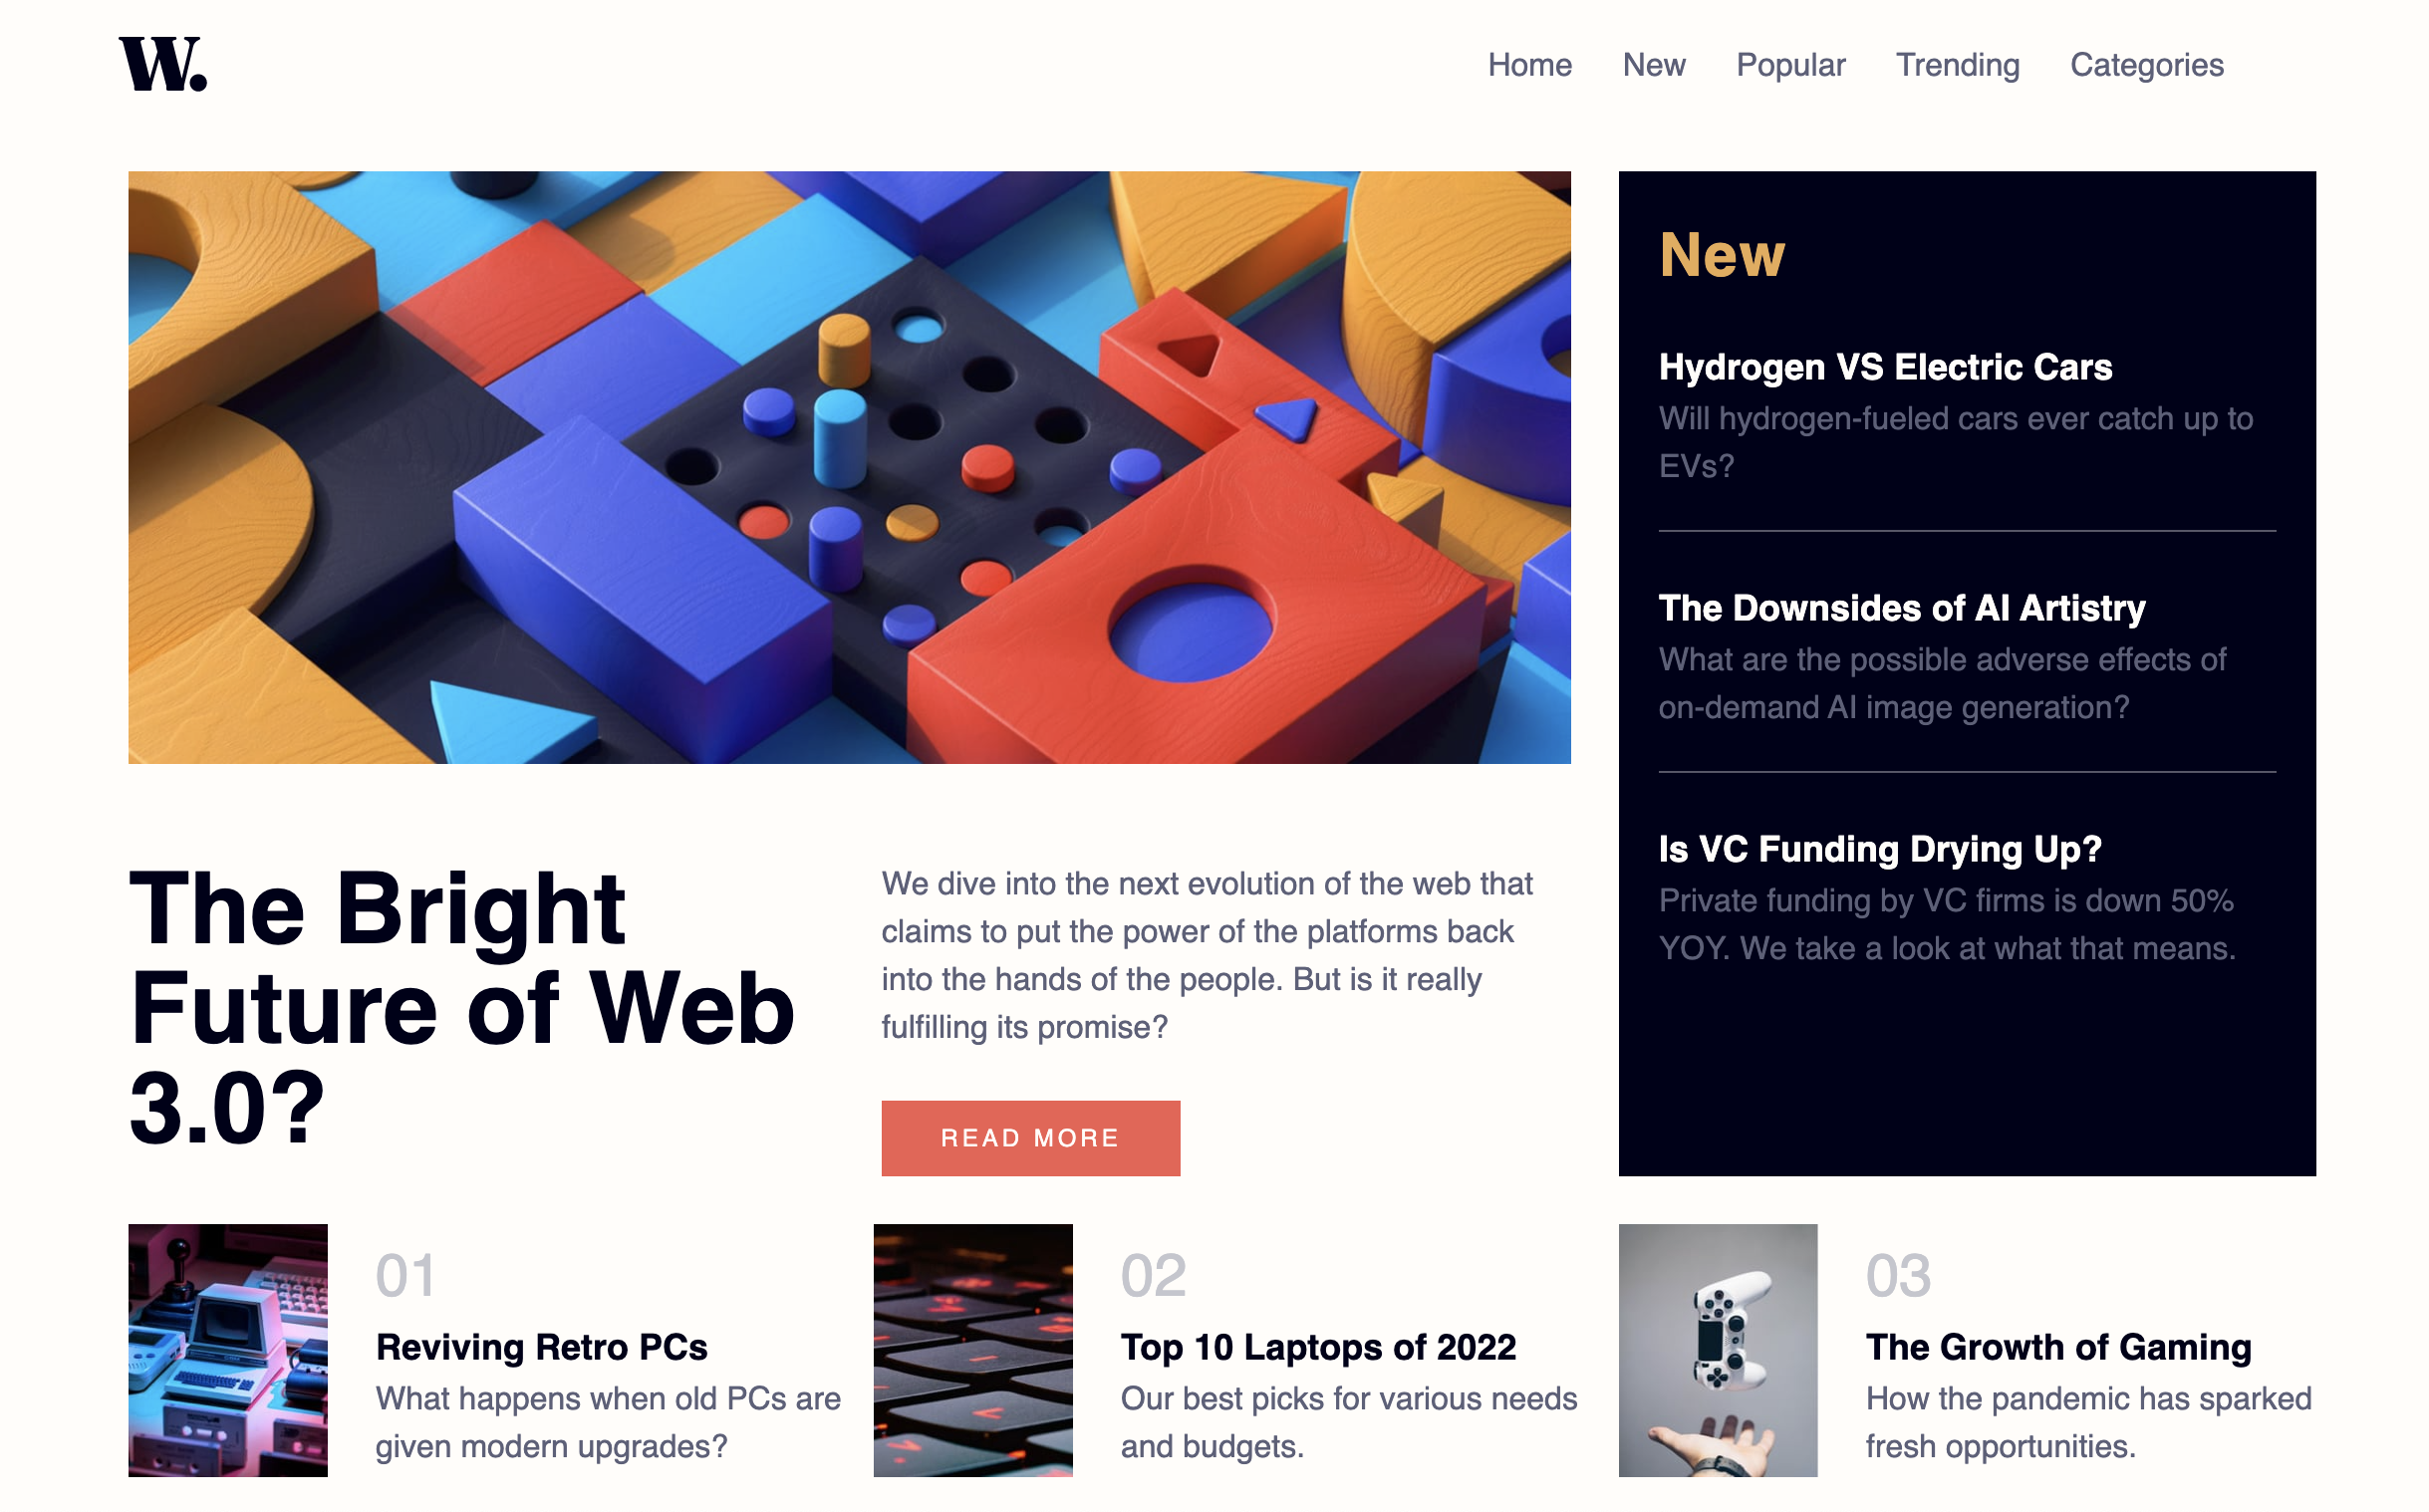 W.
Home New Popular Trending Categories
New
Hydrogen VS Electric Cars
Will hydrogen-fueled cars ever catch up to
EVs?
The Downsides of AI Artistry
What are the possible adverse effects of
on-demand AI image generation?
Is VC Funding Drying Up?
Private funding by VC firms is down 50%
YOY. We take a look at what that means.
The Bright
Future of Web
3.0?
We dive into the next evolution of the web that
claims to put the power of the platforms back
into the hands of the people. But is it really
fulfilling its promise?
READ MORE
01
Reviving Retro PCs
What happens when old PCs are
given modern upgrades?
02
Top 10 Laptops of 2022
Our best picks for various needs
and budgets.
03
The Growth of Gaming
How the pandemic has sparked
fresh opportunities.